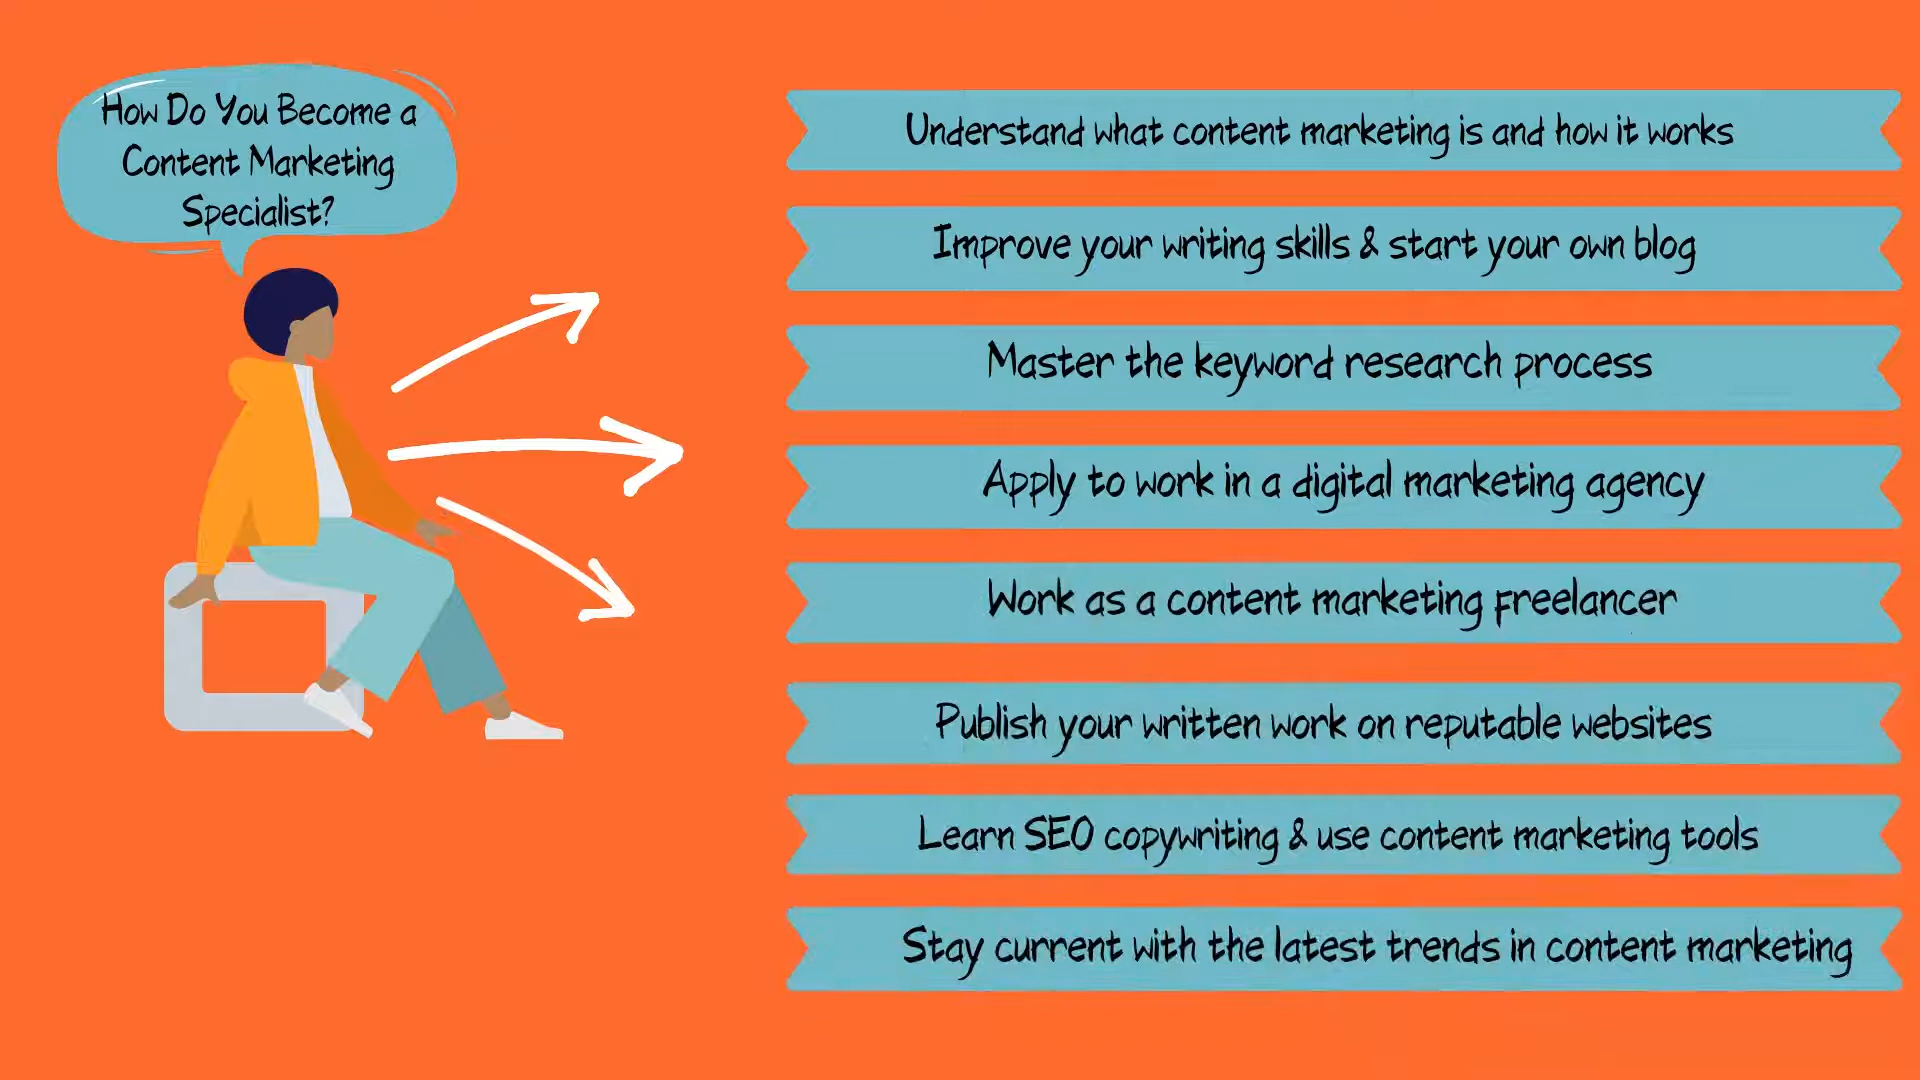 How Do You Become a
Content Marketing
Specialist?
Understand what content marketing is and how it works
Improve your writing skills & start your own blog
Master the keyword research process
Apply to work in a digital marketing agency
Work as a content marketing freelancer
Publish your written work on reputable websites
Learn SEO copywriting & use content marketing tools
Stay current with the latest trends in content marketing